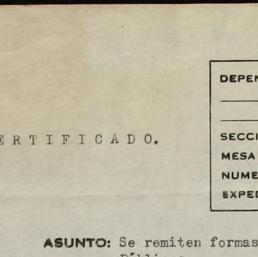 DEPEN
ERTIFICADO.
SECCI
MESA
NUME
EXPED
ASUNTO: Se remiten formas